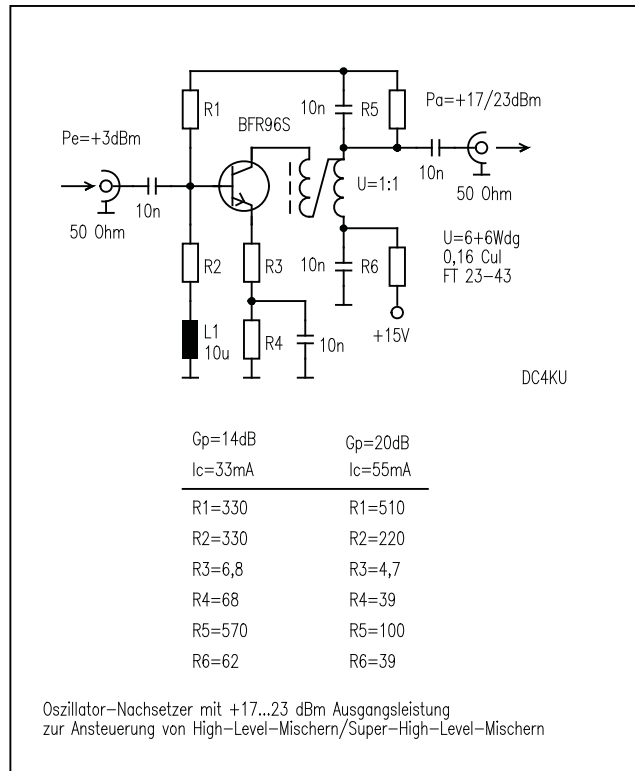 R1
10n
R5
Pa=+17/23dBm
BFR96S
Pe=+3dBm
10n
50 Ohm
U=1:1
10n
50 Ohm
R2
R3
10n
R6
U=6+6Wdg
0,16 Cul
FT 23-43
L1
10u
R4
10n
+15V
DC4KU
Gp=14dB Gp=20dB
Ic=33mA Ic=55mA
R1=330 R1=510
R2=330 R2=220
R3=6,8 R3=4,7
R4=68 R4=39
R5=570 R5=100
R6=62 R6=39
Oszillator-Nachsetzer mit +17...23 dBm Ausgangsleistung
zur Ansteuerung von High-Level-Mischern/Super-High-Level-Mischern